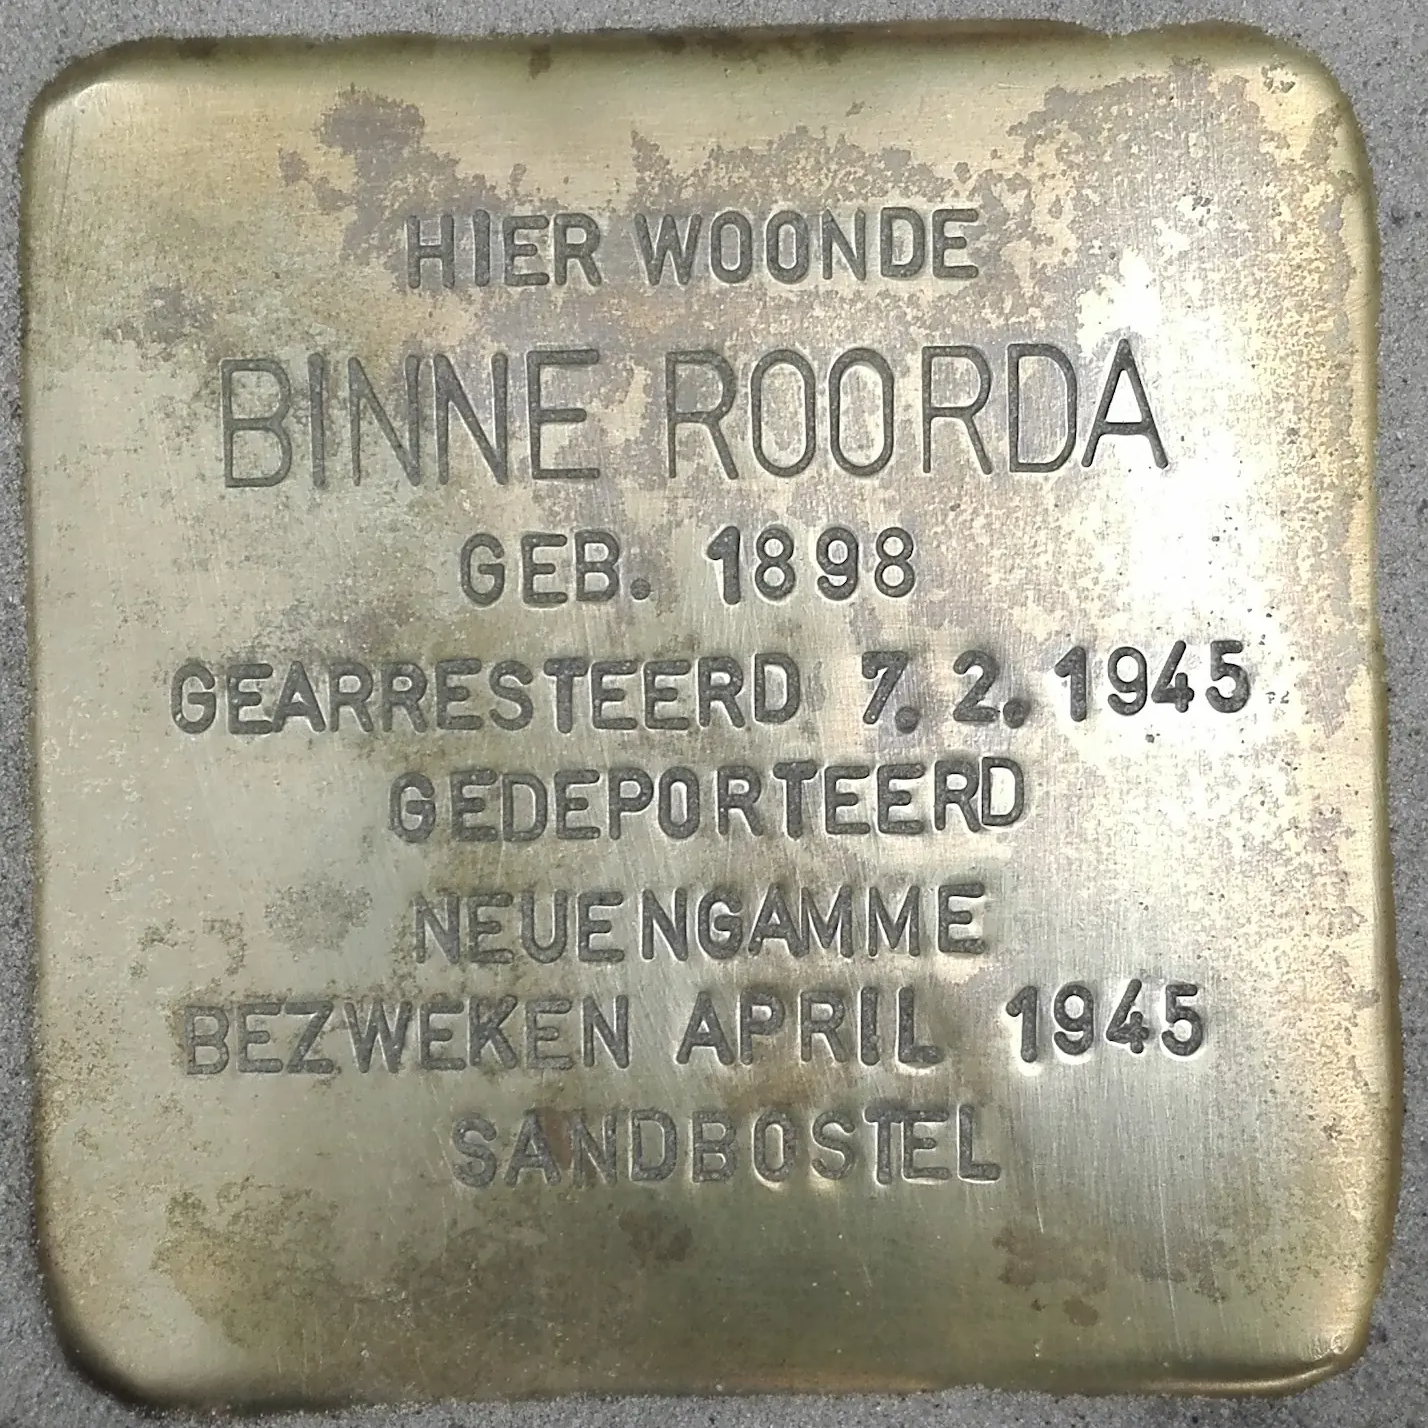 HIER WOONDE
BINNE ROORDA
GEB. 1898
GEARRESTEERD 7.2.1945
GEDEPORTEERD
NEUENGAMME
BEZWEKEN APRIL 1945
SANDBOSTEL